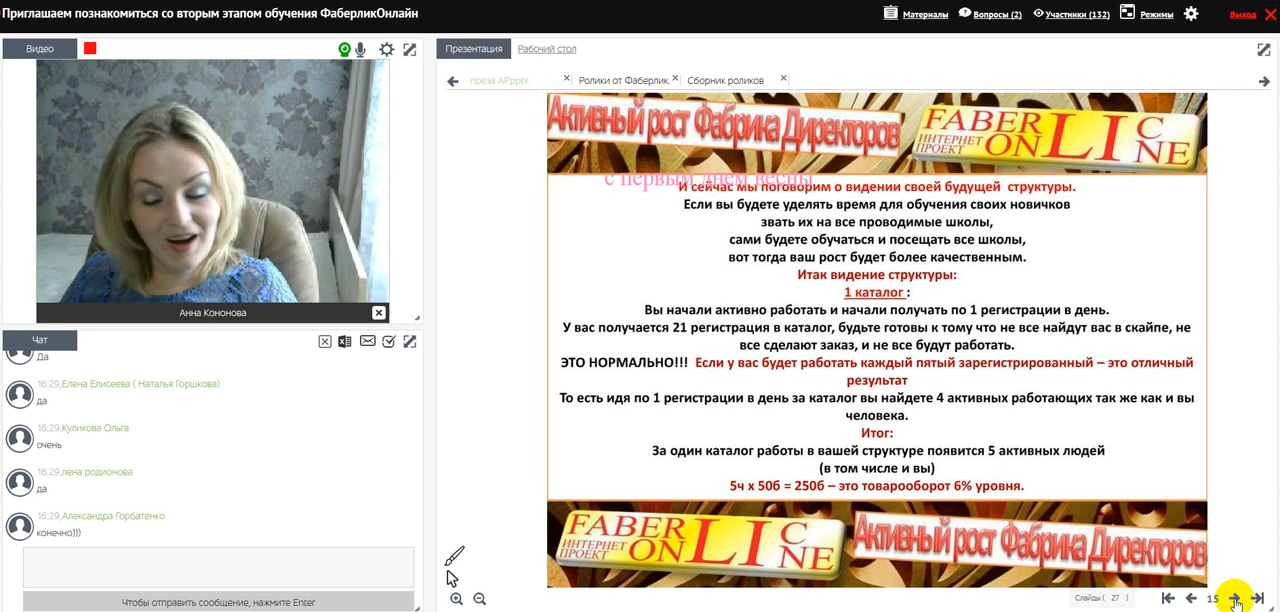 Приглашаем познакомиться со вторым этапом обучения ФаберликОнлайн
Материалы
Вопросы (2)
Участники (132)
Режимы
Выход
Видео
Анна Кононова
Чат
Да
16:29,Елена Елисеева ( Наталья Горшкова)
да
16:29,Куликова Ольга
очень
16:29,лена родионова
да
16:29,Александра Горбатенко
конечно)))
Чтобы отправить сообщение, нажмите Enter
Презентация
Рабочий стол
преза АРpptx
Ролики от Фаберлик.
Сборник роликов
Активный рост Фабрика Директоров
FABERLIC
ИНТЕРНЕТ ПРОЕКТ
ONLINE
с первым днем весны
И сейчас мы поговорим о видении своей будущей структуры.
Если вы будете уделять время для обучения своих новичков
звать их на все проводимые школы,
сами будете обучаться и посещать все школы,
вот тогда ваш рост будет более качественным.
Итак видение структуры:
1 каталог :
Вы начали активно работать и начали получать по 1 регистрации в день.
У вас получается 21 регистрация в каталог, будьте готовы к тому что не все найдут вас в скайпе, не
все сделают заказ, и не все будут работать.
ЭТО НОРМАЛЬНО!!! Если у вас будет работать каждый пятый зарегистрированный – это отличный
результат
То есть идя по 1 регистрации в день за каталог вы найдете 4 активных работающих так же как и вы
человека.
Итог:
За один каталог работы в вашей структуре появится 5 активных людей
(в том числе и вы)
5ч х 50б = 250б – это товарооборот 6% уровня.
FABERLIC
ИНТЕРНЕТ ПРОЕКТ
ONLINE
Активный рост Фабрика Директоров
Слайды ( 27 )
15